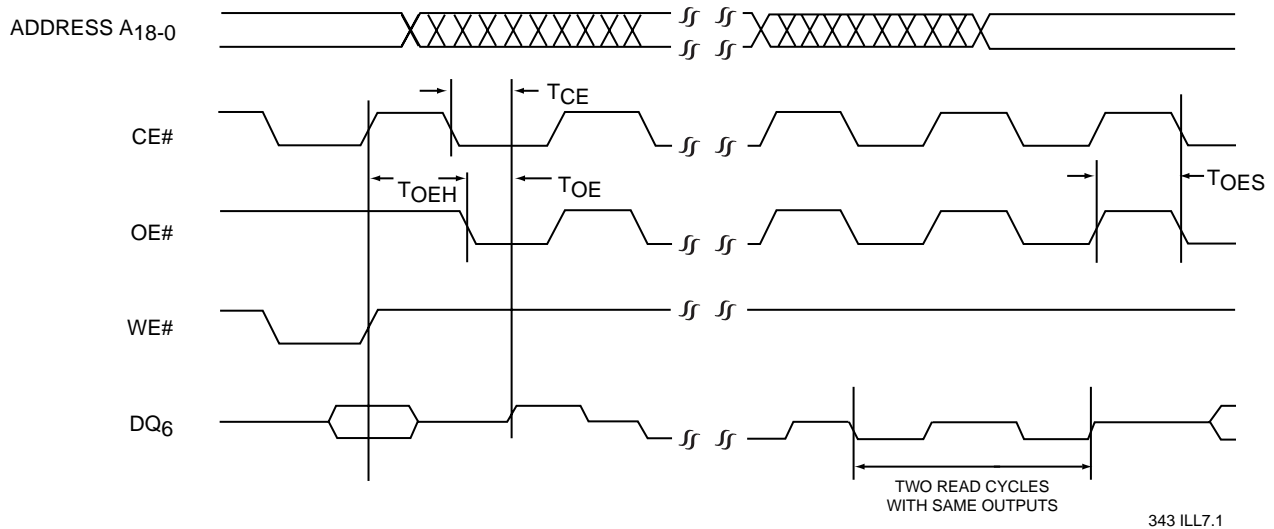 ADDRESS A18-0
TCE
CE#
TOEH
TOE
TOES
OE#
WE#
DQ6
TWO READ CYCLES
WITH SAME OUTPUTS
343 ILL7.1